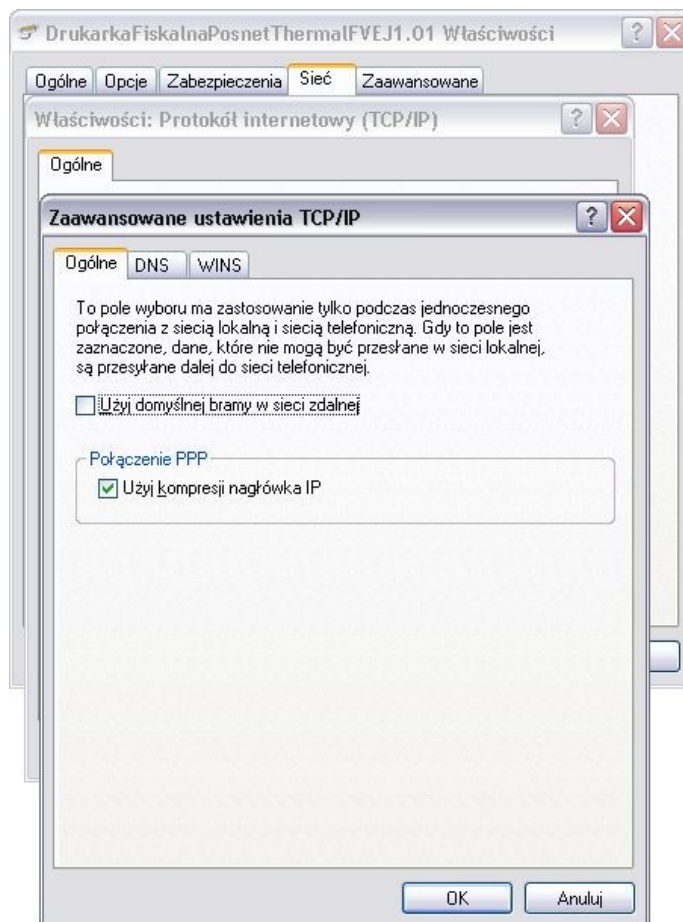 DrukarkaFiskalnaPosnetThermalFVEJ1.01 Właściwości
Ogólne Opcje Zabezpieczenia Sieć Zaawansowane
Właściwości: Protokół internetowy (TCP/IP)
Ogólne
Zaawansowane ustawienia TCP/IP
Ogólne DNS WINS
To pole wyboru ma zastosowanie tylko podczas jednoczesnego
połączenia z siecią lokalną i siecią telefoniczną. Gdy to pole jest
zaznaczone, dane, które nie mogą być przesłane w sieci lokalnej,
są przesyłane dalej do sieci telefonicznej.
Użyj domyślnej bramy w sieci zdalnej
Połączenie PPP
Użyj kompresji nagłówka IP
OK Anuluj